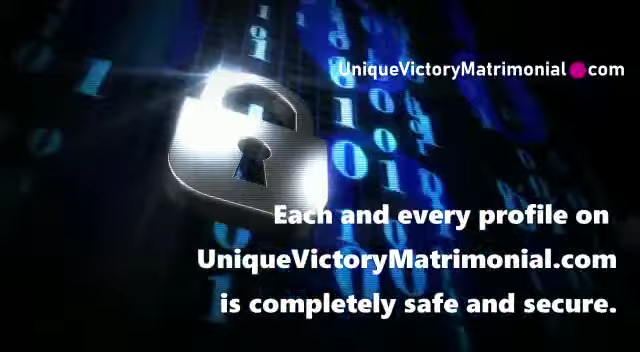 UniqueVictoryMatrimonial.com
Each and every profile on
UniqueVictoryMatrimonial.com
is completely safe and secure.